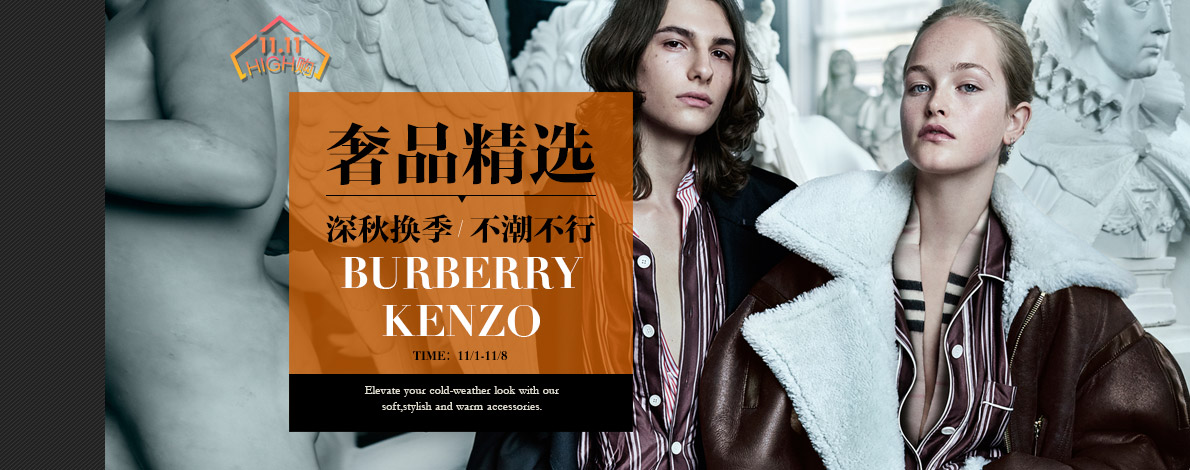 11.11
HIGH购
奢品精选
深秋换季/不潮不行
BURBERRY
KENZO
TIME: 11/1-11/8
Elevate your cold-weather look with our
soft,stylish and warm accessories.